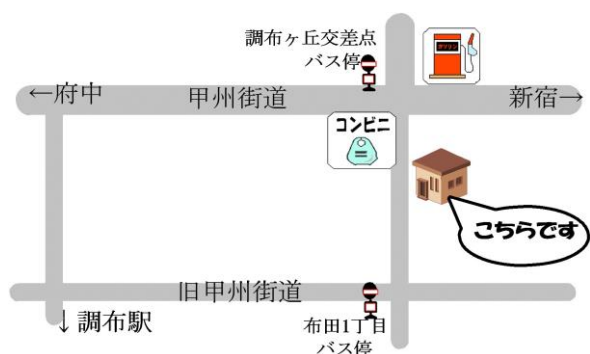 調布ヶ丘交差点
バス停
ガソリン
←府中
甲州街道
新宿→
コンビニ
こちらです
旧甲州街道
↓調布駅
布田1丁目
バス停